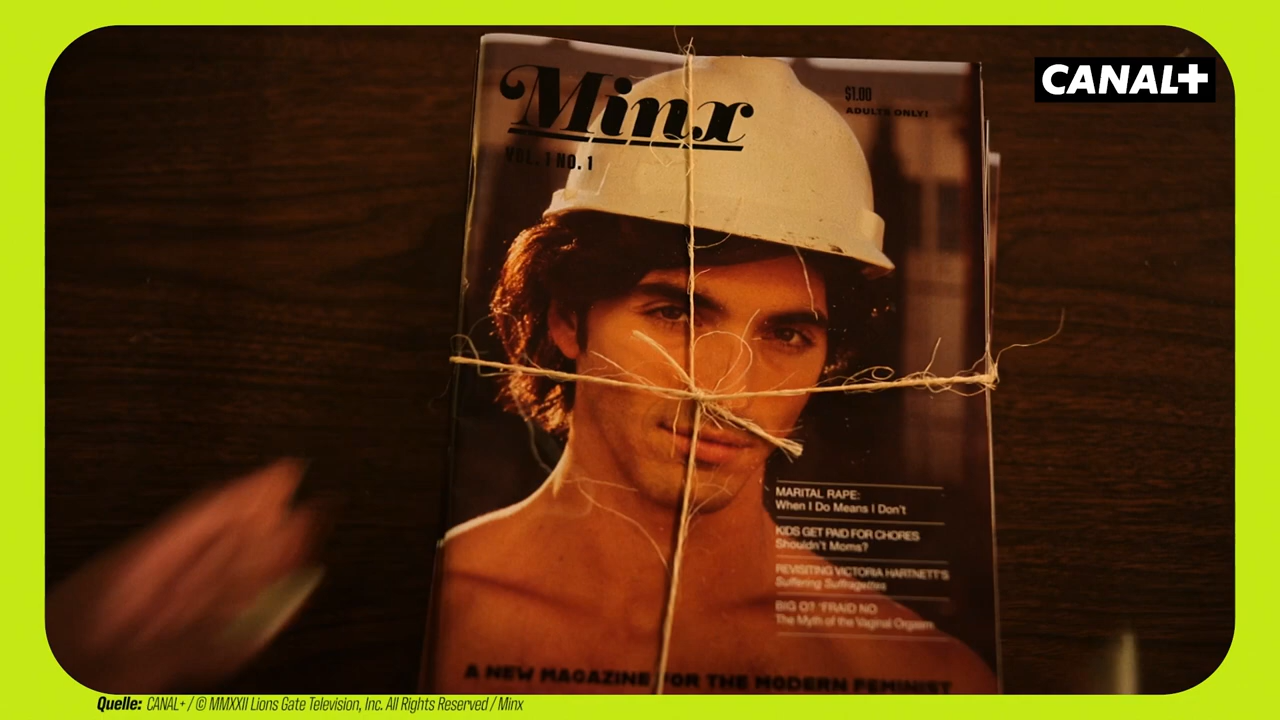 CANAL+
Minx
$1.00
ADULTS ONLY!
VOL. 1 NO. 1
MARITAL RAPE:
When I Do Means I Don't
KIDS GET PAID FOR CHORES
Shouldn't Moms?
REVISITING VICTORIA HARTNETT'S
Suffering Suffragettes
BIG O? 'FRAID NO
The Myth of the Vaginal Orgasm
A NEW MAGAZINE FOR THE MODERN FEMINIST
Quelle: CANAL+ / © MMXXII Lions Gate Television, Inc. All Rights Reserved / Minx